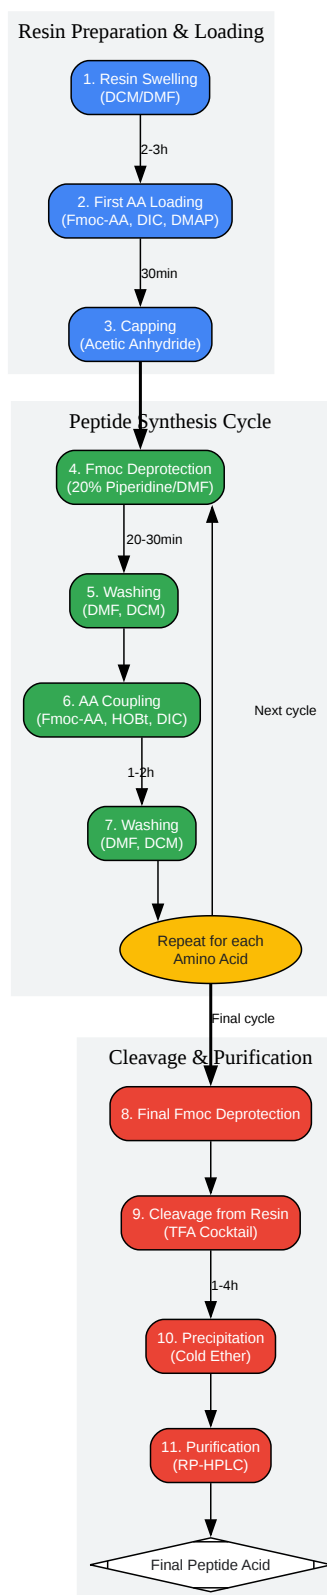 Resin Preparation & Loading
1. Resin Swelling
(DCM/DMF)
2-3h
2. First AA Loading
(Fmoc-AA, DIC, DMAP)
30min
3. Capping
(Acetic Anhydride)
Peptide Synthesis Cycle
4. Fmoc Deprotection
(20% Piperidine/DMF)
20-30min
5. Washing
(DMF, DCM)
6. AA Coupling
(Fmoc-AA, HOBt, DIC)
Next cycle
1-2h
7. Washing
(DMF, DCM)
Repeat for each
Amino Acid
Final cycle
Cleavage & Purification
8. Final Fmoc Deprotection
9. Cleavage from Resin
(TFA Cocktail)
1-4h
10. Precipitation
(Cold Ether)
11. Purification
(RP-HPLC)
Final Peptide Acid